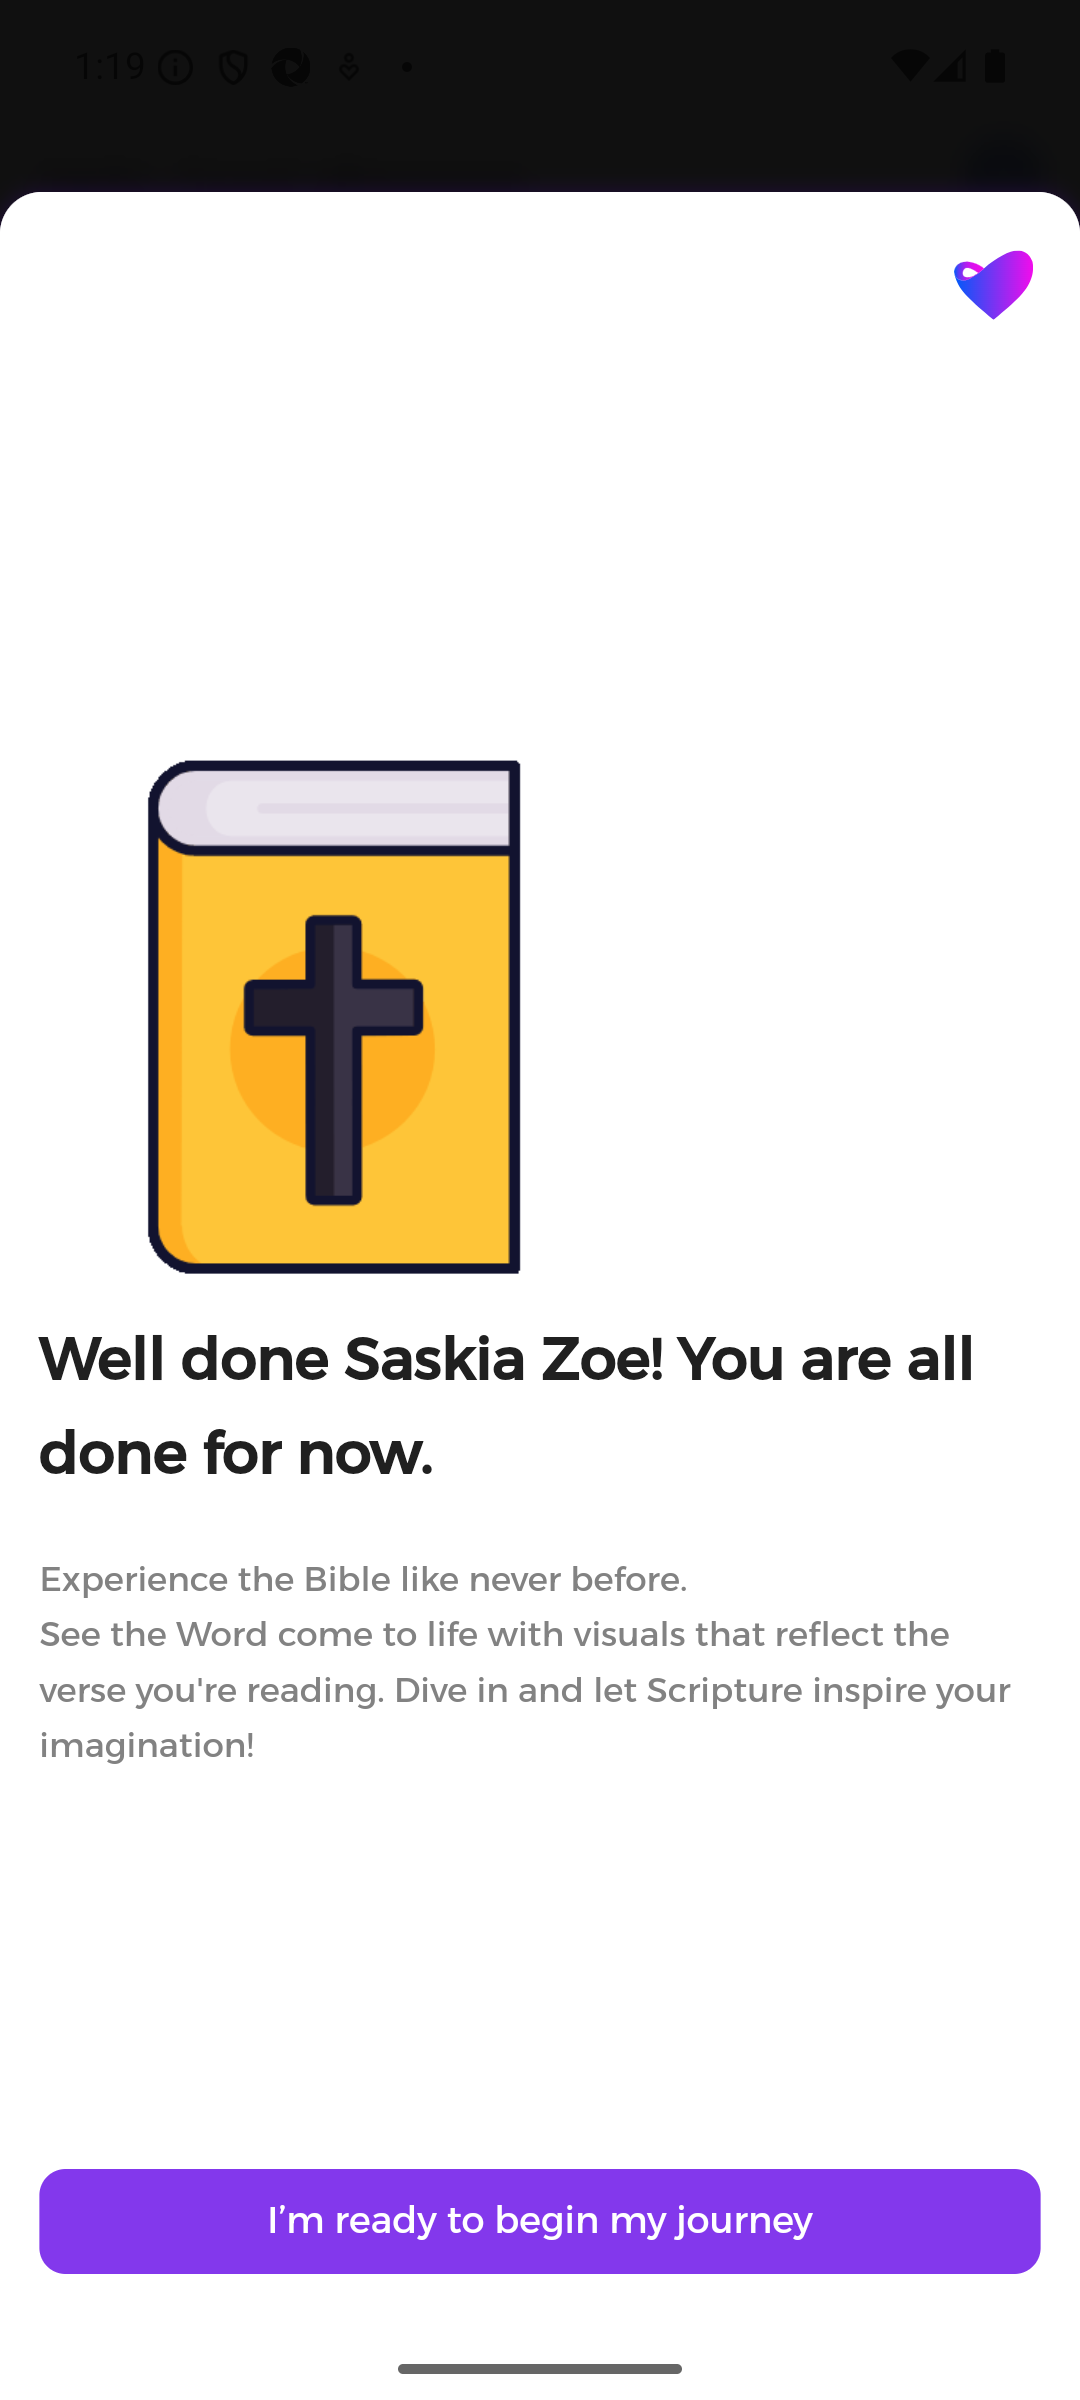 1:19
Well done Saskia Zoe! You are all
done for now.
Experience the Bible like never before.
See the Word come to life with visuals that reflect the
verse you're reading. Dive in and let Scripture inspire your
imagination!
I’m ready to begin my journey